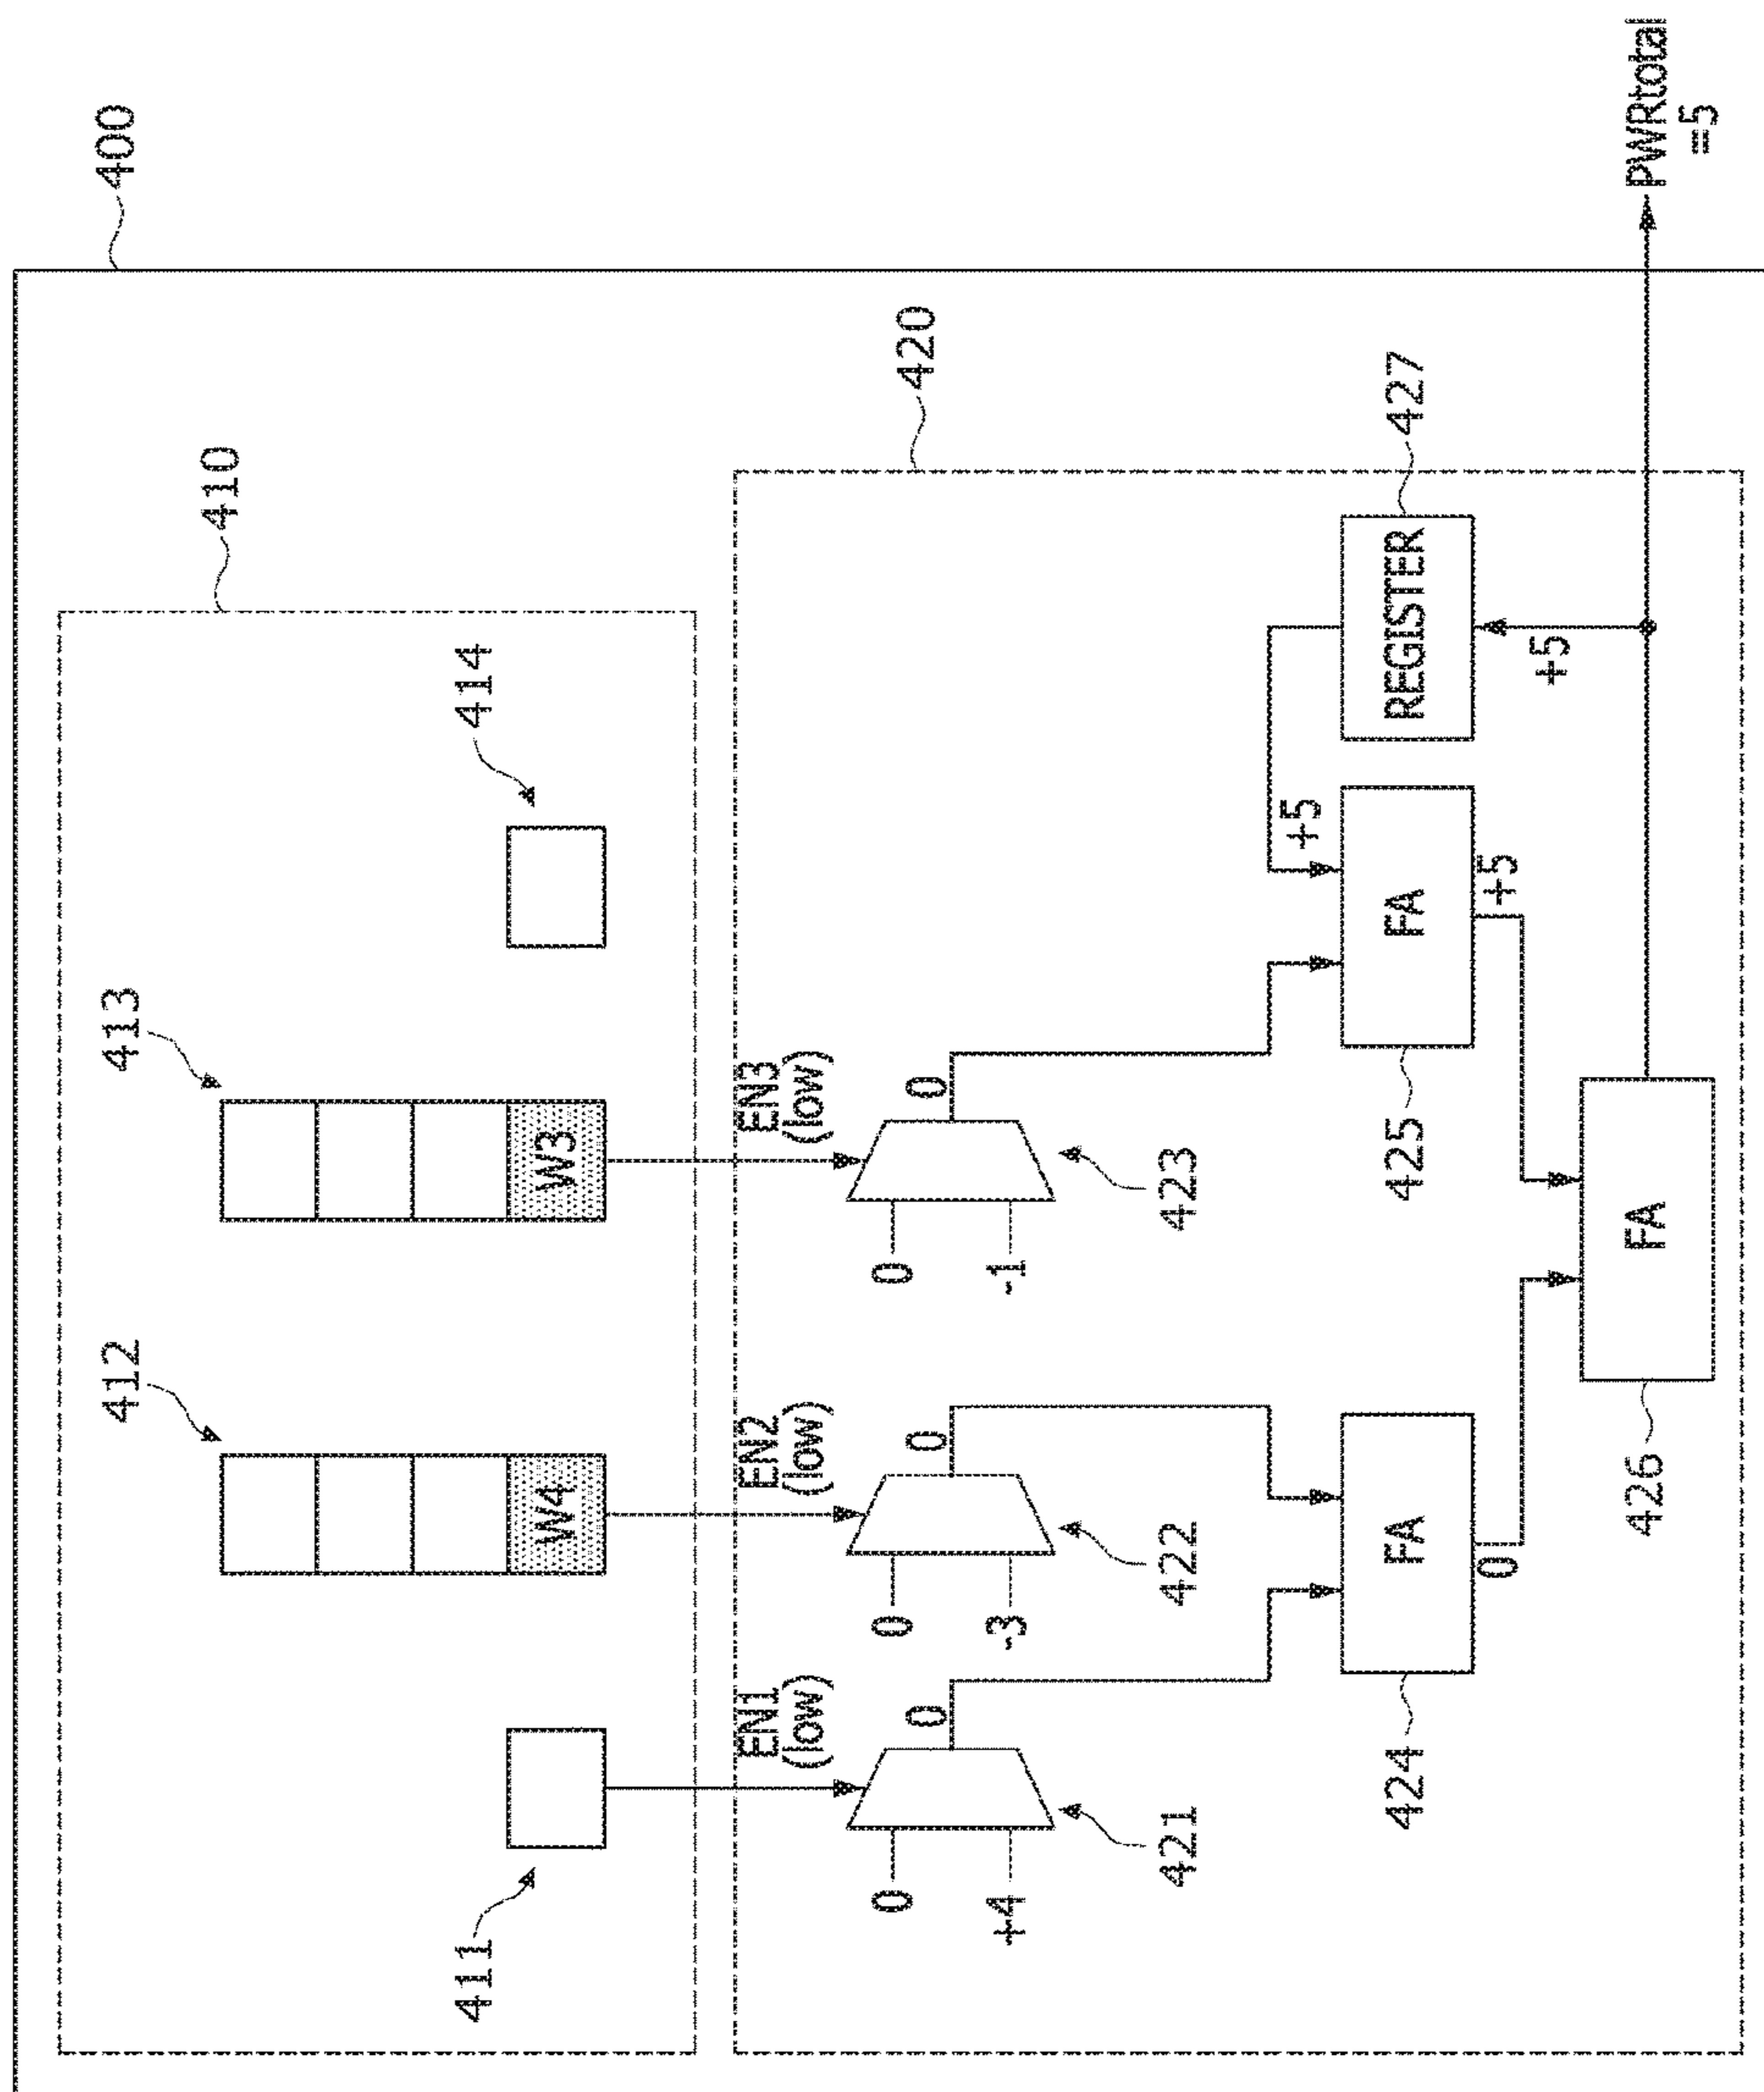 400
410
411
412
413
414
W4
W3
420
EN1
(low)
EN2
(low)
EN3
(low)
0
+4
0
421
0
-3
0
422
0
-1
0
423
+5
FA
424
0
FA
425
+5
REGISTER
427
+5
FA
426
PWRtotal
=5